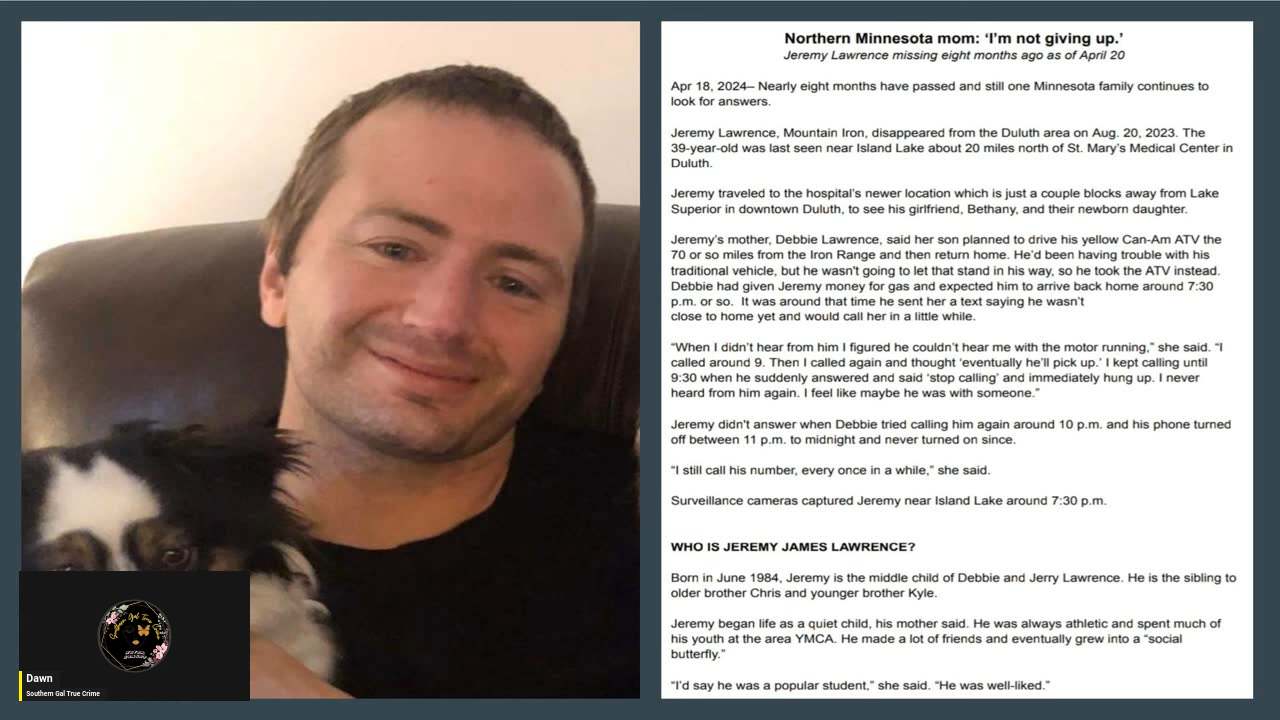 Northern Minnesota mom: ‘I’m not giving up.’
Jeremy Lawrence missing eight months ago as of April 20
Apr 18, 2024– Nearly eight months have passed and still one Minnesota family continues to
look for answers.
Jeremy Lawrence, Mountain Iron, disappeared from the Duluth area on Aug. 20, 2023. The
39-year-old was last seen near Island Lake about 20 miles north of St. Mary’s Medical Center in
Duluth.
Jeremy traveled to the hospital’s newer location which is just a couple blocks away from Lake
Superior in downtown Duluth, to see his girlfriend, Bethany, and their newborn daughter.
Jeremy’s mother, Debbie Lawrence, said her son planned to drive his yellow Can-Am ATV the
70 or so miles from the Iron Range and then return home. He’d been having trouble with his
traditional vehicle, but he wasn't going to let that stand in his way, so he took the ATV instead.
Debbie had given Jeremy money for gas and expected him to arrive back home around 7:30
p.m. or so.  It was around that time he sent her a text saying he wasn’t
close to home yet and would call her in a little while.
“When I didn’t hear from him I figured he couldn’t hear me with the motor running,” she said. “I
called around 9. Then I called again and thought ‘eventually he’ll pick up.’ I kept calling until
9:30 when he suddenly answered and said ‘stop calling’ and immediately hung up. I never
heard from him again. I feel like maybe he was with someone.”
Jeremy didn't answer when Debbie tried calling him again around 10 p.m. and his phone turned
off between 11 p.m. to midnight and never turned on since.
“I still call his number, every once in a while,” she said.
Surveillance cameras captured Jeremy near Island Lake around 7:30 p.m.
WHO IS JEREMY JAMES LAWRENCE?
Born in June 1984, Jeremy is the middle child of Debbie and Jerry Lawrence. He is the sibling to
older brother Chris and younger brother Kyle.
Jeremy began life as a quiet child, his mother said. He was always athletic and spent much of
his youth at the area YMCA. He made a lot of friends and eventually grew into a “social
butterfly.”
“I’d say he was a popular student,” she said. “He was well-liked.”
Southern Gal True Crime
Dawn
Southern Gal True Crime